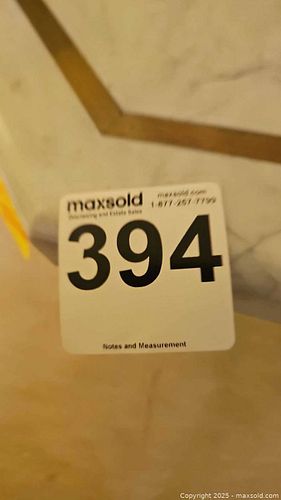 maxsold
Downsizing and Estate Sales
maxsold.com
1-877-257-7799
394
Notes and Measurement
Copyright 2025 - maxsold.com